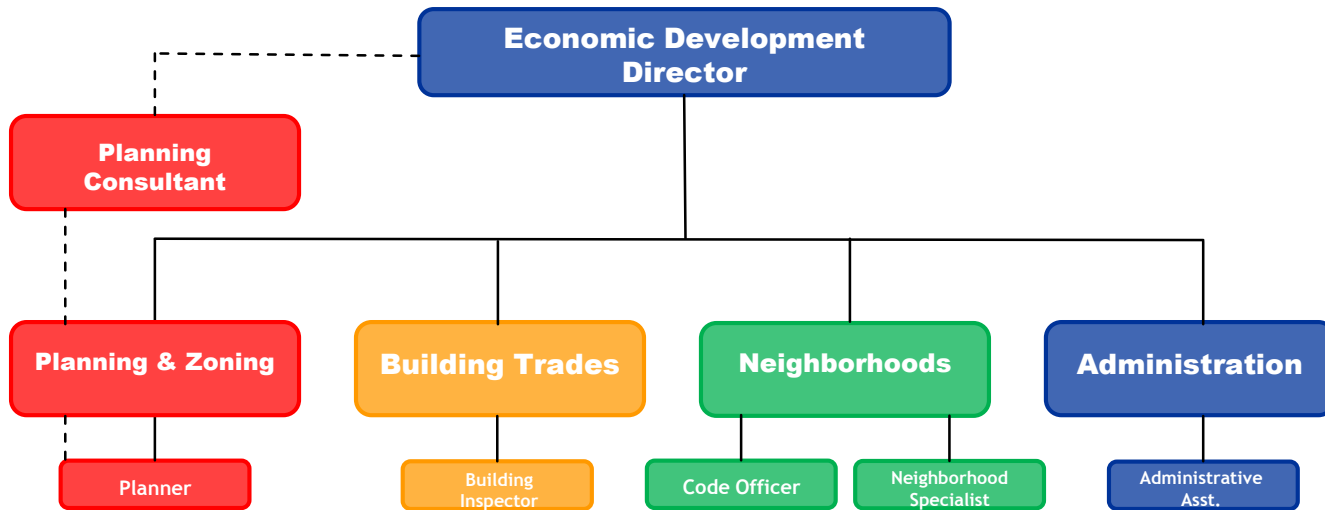 Economic Development
Director
Planning
Consultant
Planning & Zoning
Building Trades
Neighborhoods
Administration
Planner
Building
Inspector
Code Officer
Neighborhood
Specialist
Administrative
Asst.